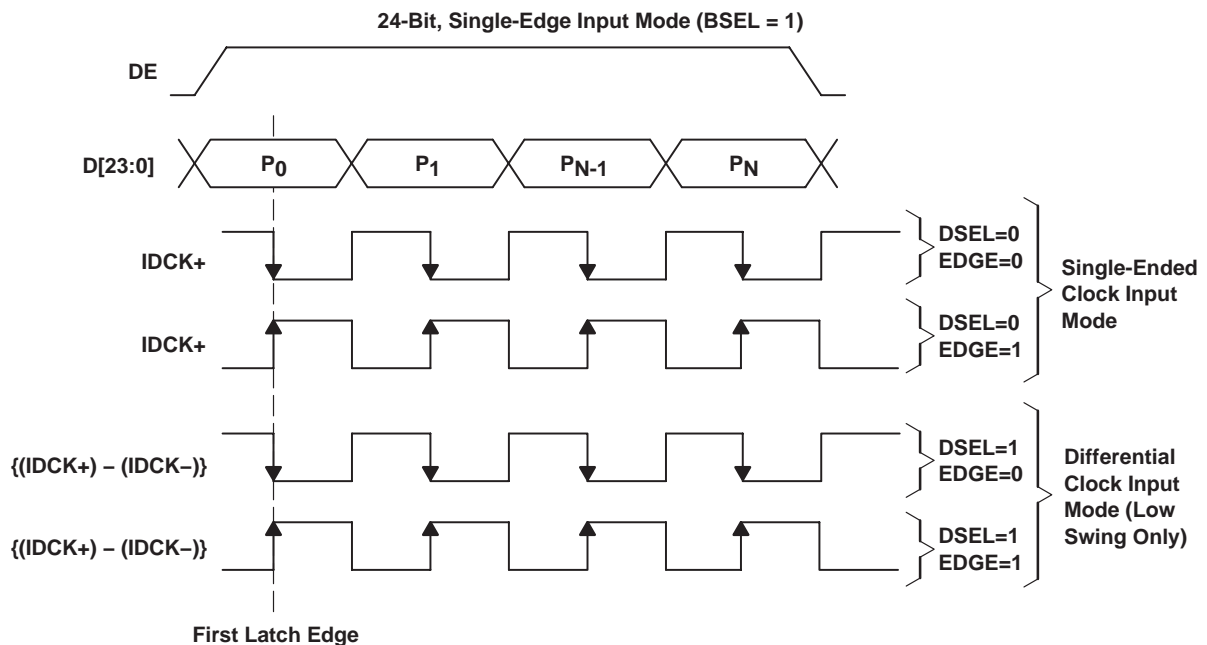 24-Bit, Single-Edge Input Mode (BSEL = 1)
DE
D[23:0]
P0
P1
PN-1
PN
IDCK+
DSEL=0
EDGE=0
IDCK+
DSEL=0
EDGE=1
Single-Ended
Clock Input
Mode
{(IDCK+) – (IDCK–)}
DSEL=1
EDGE=0
{(IDCK+) – (IDCK–)}
DSEL=1
EDGE=1
Differential
Clock Input
Mode (Low
Swing Only)
First Latch Edge